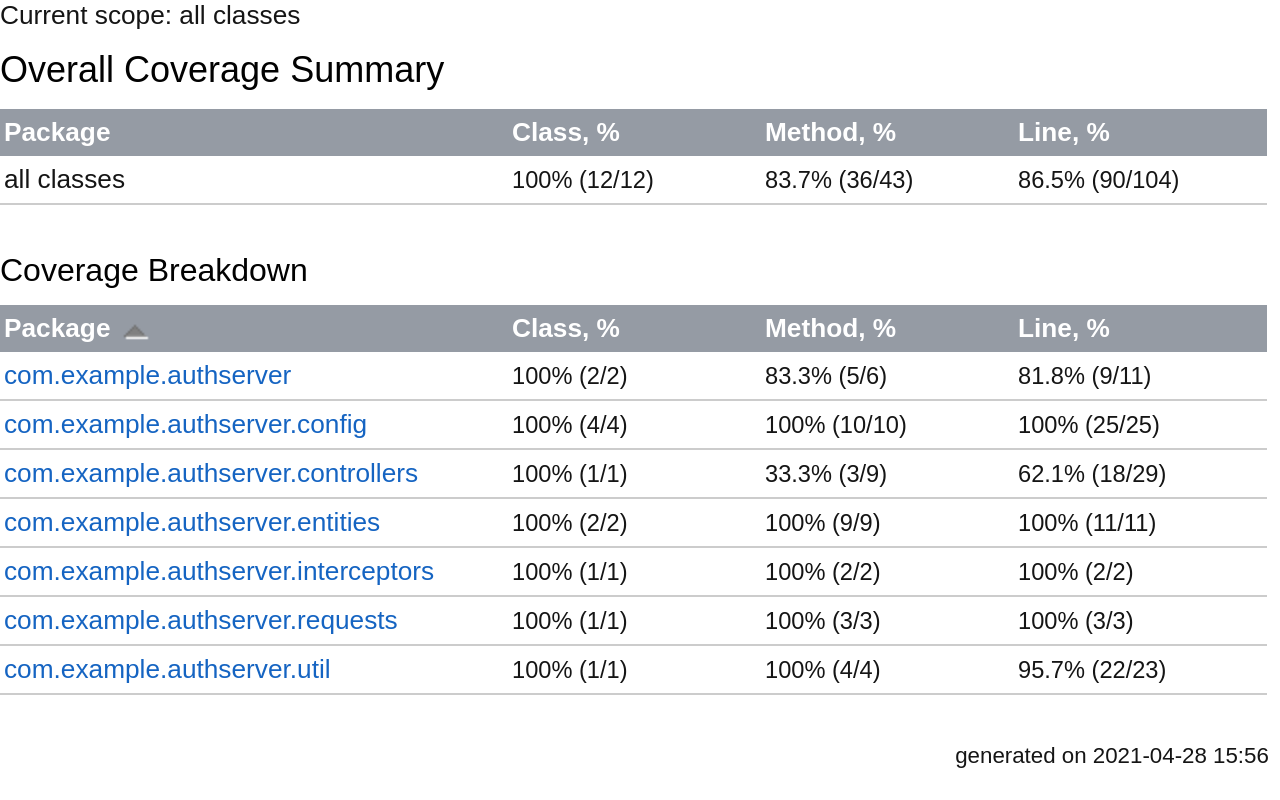 Current scope: all classes
Overall Coverage Summary
Package Class, % Method, % Line, %
all classes 100% (12/12) 83.7% (36/43) 86.5% (90/104)
Coverage Breakdown
Package Class, % Method, % Line, %
com.example.authserver 100% (2/2) 83.3% (5/6) 81.8% (9/11)
com.example.authserver.config 100% (4/4) 100% (10/10) 100% (25/25)
com.example.authserver.controllers 100% (1/1) 33.3% (3/9) 62.1% (18/29)
com.example.authserver.entities 100% (2/2) 100% (9/9) 100% (11/11)
com.example.authserver.interceptors 100% (1/1) 100% (2/2) 100% (2/2)
com.example.authserver.requests 100% (1/1) 100% (3/3) 100% (3/3)
com.example.authserver.util 100% (1/1) 100% (4/4) 95.7% (22/23)
generated on 2021-04-28 15:56